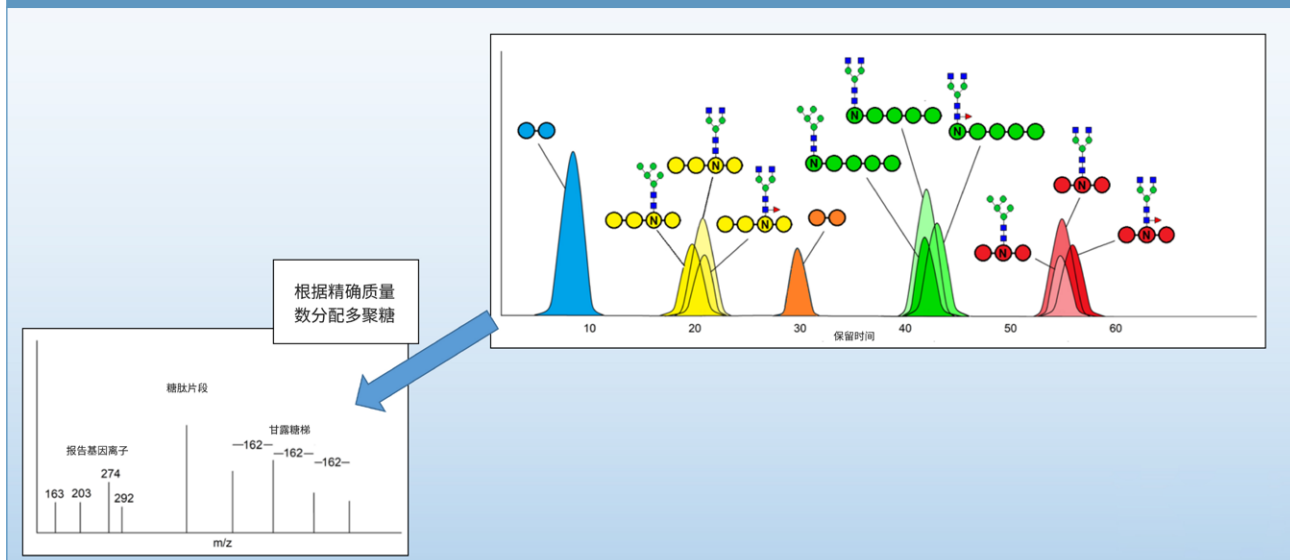 N
N
N
N
N
N
N
N
N
10
20
30
40
50
60
保留时间
根据精确质量
数分配多聚糖
糖肽片段
甘露糖梯
报告基因离子
—162—
—162—
—162—
163
203
274
292
m/z